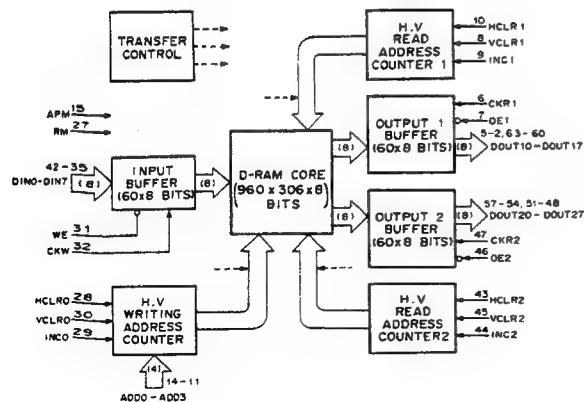 TRANSFER
CONTROL
H.V
READ
ADDRESS
COUNTER 1
10 HCLR1
8 VCLR1
9 INC1
APM 15
RM 27
42-35
DIN0-DIN7
(8)
INPUT
BUFFER
(60x8 BITS)
(8)
WE 31
CKW 32
D-RAM CORE
(960x306x8)
BITS
(8)
OUTPUT 1
BUFFER
(60x8 BITS)
6 CKR1
7 OE1
5-2, 63-60
(8) DOUT10-DOUT17
(8)
OUTPUT 2
BUFFER
(60x8 BITS)
57-54, 51-48
(8) DOUT20-DOUT27
47 CKR2
46 OE2
HCLR0 28
VCLR0 30
INC0 29
H.V
WRITING
ADDRESS
COUNTER
(4)
14-11
ADD0-ADD3
H.V
READ
ADDRESS
COUNTER2
43 HCLR2
45 VCLR2
44 INC2